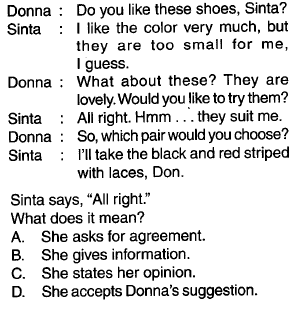 Donna : Do you like these shoes, Sinta?
Sinta : I like the color very much, but
they are too small for me,
I guess.
Donna : What about these? They are
lovely. Would you like to try them?
Sinta : All right. Hmm . . . they suit me.
Donna : So, which pair would you choose?
Sinta : I'll take the black and red striped
with laces, Don.
Sinta says, "All right."
What does it mean?
A. She asks for agreement.
B. She gives information.
C. She states her opinion.
D. She accepts Donna's suggestion.